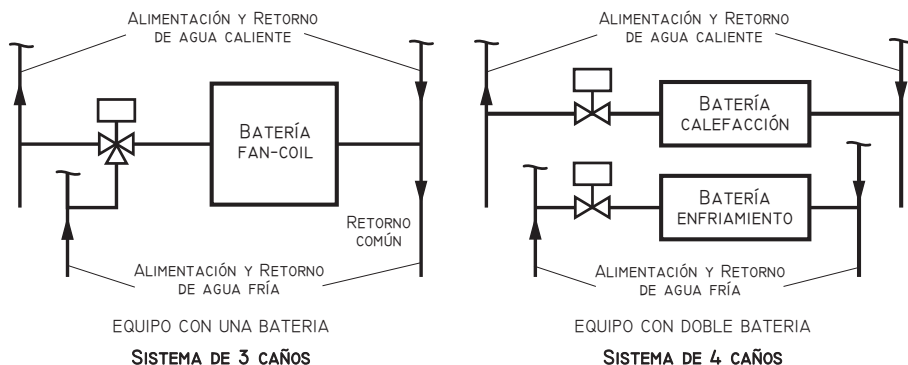 ALIMENTACIÓN Y RETORNO
DE AGUA CALIENTE
BATERÍA
FAN-COIL
RETORNO
COMÚN
ALIMENTACIÓN Y RETORNO
DE AGUA FRÍA
EQUIPO CON UNA BATERIA
SISTEMA DE 3 CAÑOS
ALIMENTACIÓN Y RETORNO
DE AGUA CALIENTE
BATERÍA
CALEFACCIÓN
BATERÍA
ENFRIAMIENTO
ALIMENTACIÓN Y RETORNO
DE AGUA FRÍA
EQUIPO CON DOBLE BATERIA
SISTEMA DE 4 CAÑOS